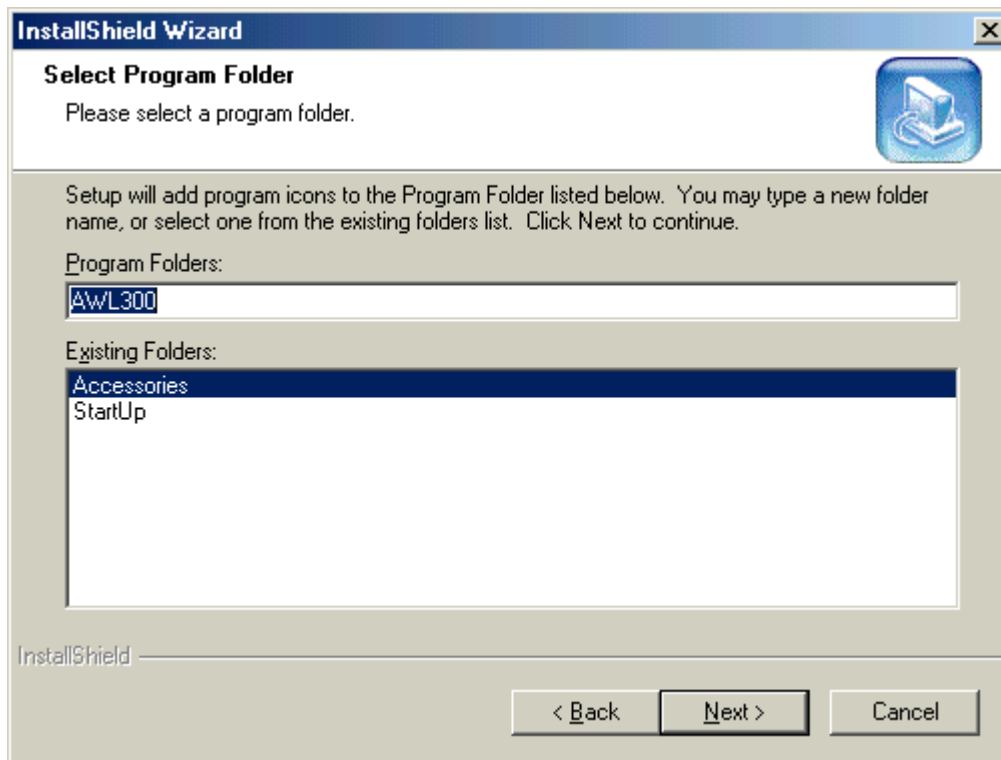 InstallShield Wizard
Select Program Folder
Please select a program folder.
Setup will add program icons to the Program Folder listed below.  You may type a new folder
name, or select one from the existing folders list.  Click Next to continue.
Program Folders:
AWL300
Existing Folders:
Accessories
StartUp
InstallShield
< Back
Next >
Cancel